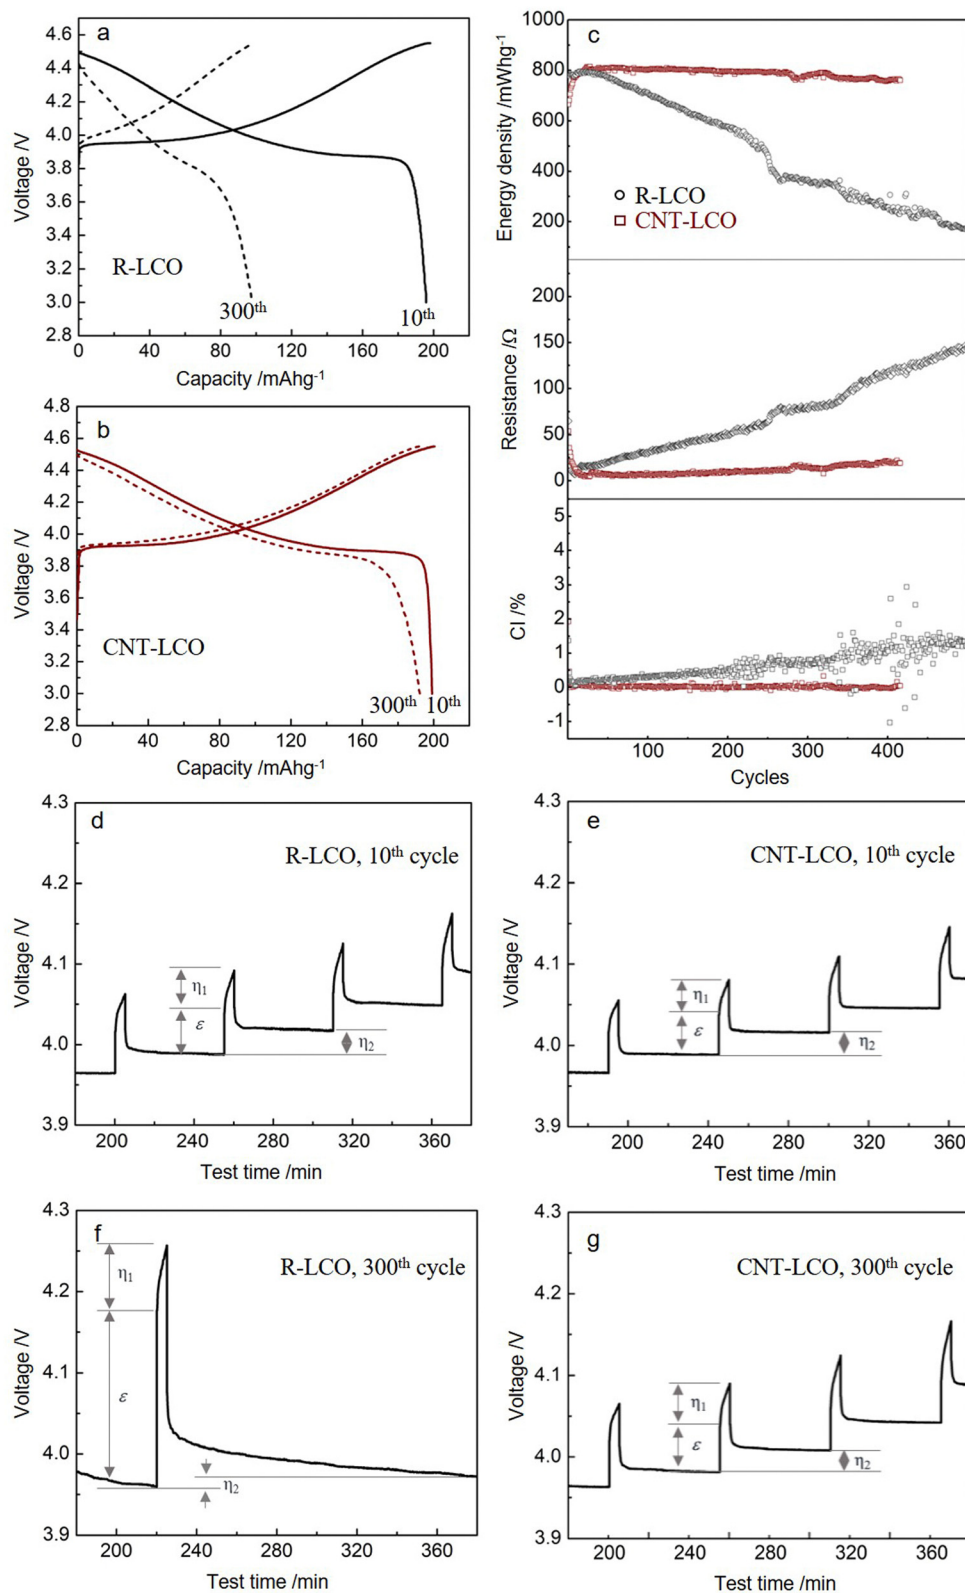 a
4.6
4.4
4.2
4.0
3.8
3.6
3.4
3.2
3.0
2.8
Voltage /V
R-LCO
300th
10th
0 40 80 120 160 200
Capacity /mAhg-1
b
4.8
4.6
4.4
4.2
4.0
3.8
3.6
3.4
3.2
3.0
2.8
Voltage /V
CNT-LCO
300th 10th
0 40 80 120 160 200
Capacity /mAhg-1
c
1000
800
600
400
200
Energy density /mWhg-1
R-LCO
CNT-LCO
200
150
100
50
0
Resistance /Ω
5
4
3
2
1
0
-1
CI /%
100 200 300 400
Cycles
d
4.3
4.2
4.1
4.0
3.9
Voltage /V
R-LCO, 10th cycle
η1
ε
η2
200 240 280 320 360
Test time /min
e
4.3
4.2
4.1
4.0
3.9
Voltage /V
CNT-LCO, 10th cycle
η1
ε
η2
200 240 280 320 360
Test time /min
f
4.3
4.2
4.1
4.0
3.9
Voltage /V
R-LCO, 300th cycle
η1
ε
η2
200 240 280 320 360
Test time /min
g
4.3
4.2
4.1
4.0
3.9
Voltage /V
CNT-LCO, 300th cycle
η1
ε
η2
200 240 280 320 360
Test time /min